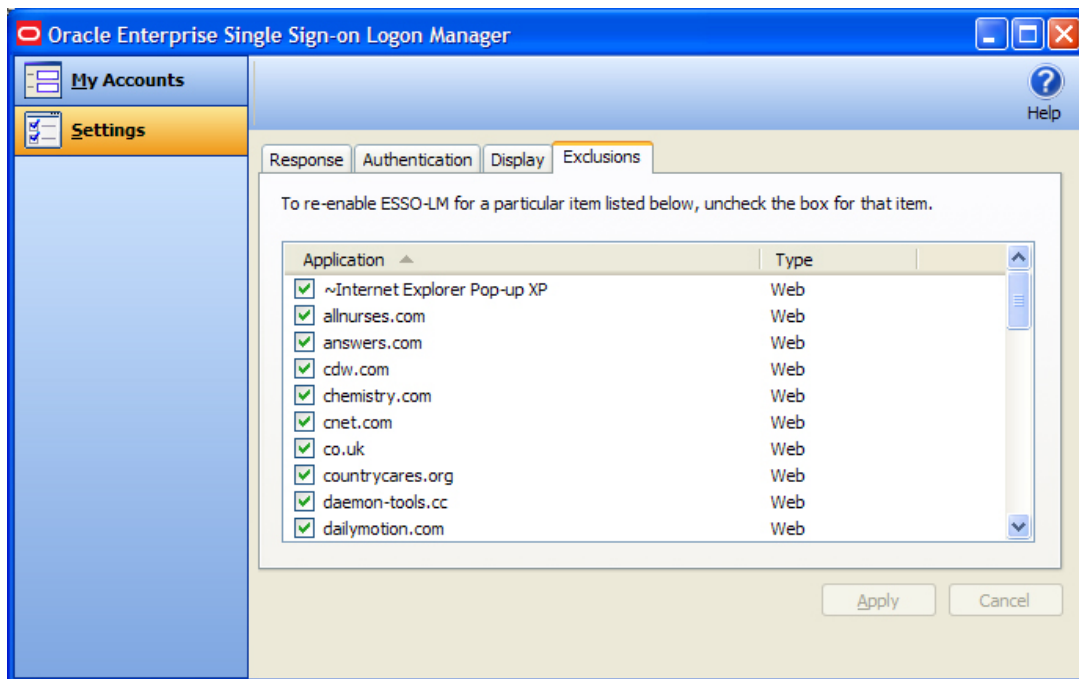 Oracle Enterprise Single Sign-on Logon Manager
My Accounts
Settings
Help
Response Authentication Display Exclusions
To re-enable ESSO-LM for a particular item listed below, uncheck the box for that item.
Application Type
~Internet Explorer Pop-up XP Web
allnurses.com Web
answers.com Web
cdw.com Web
chemistry.com Web
cnet.com Web
co.uk Web
countrycares.org Web
daemon-tools.cc Web
dailymotion.com Web
Apply Cancel